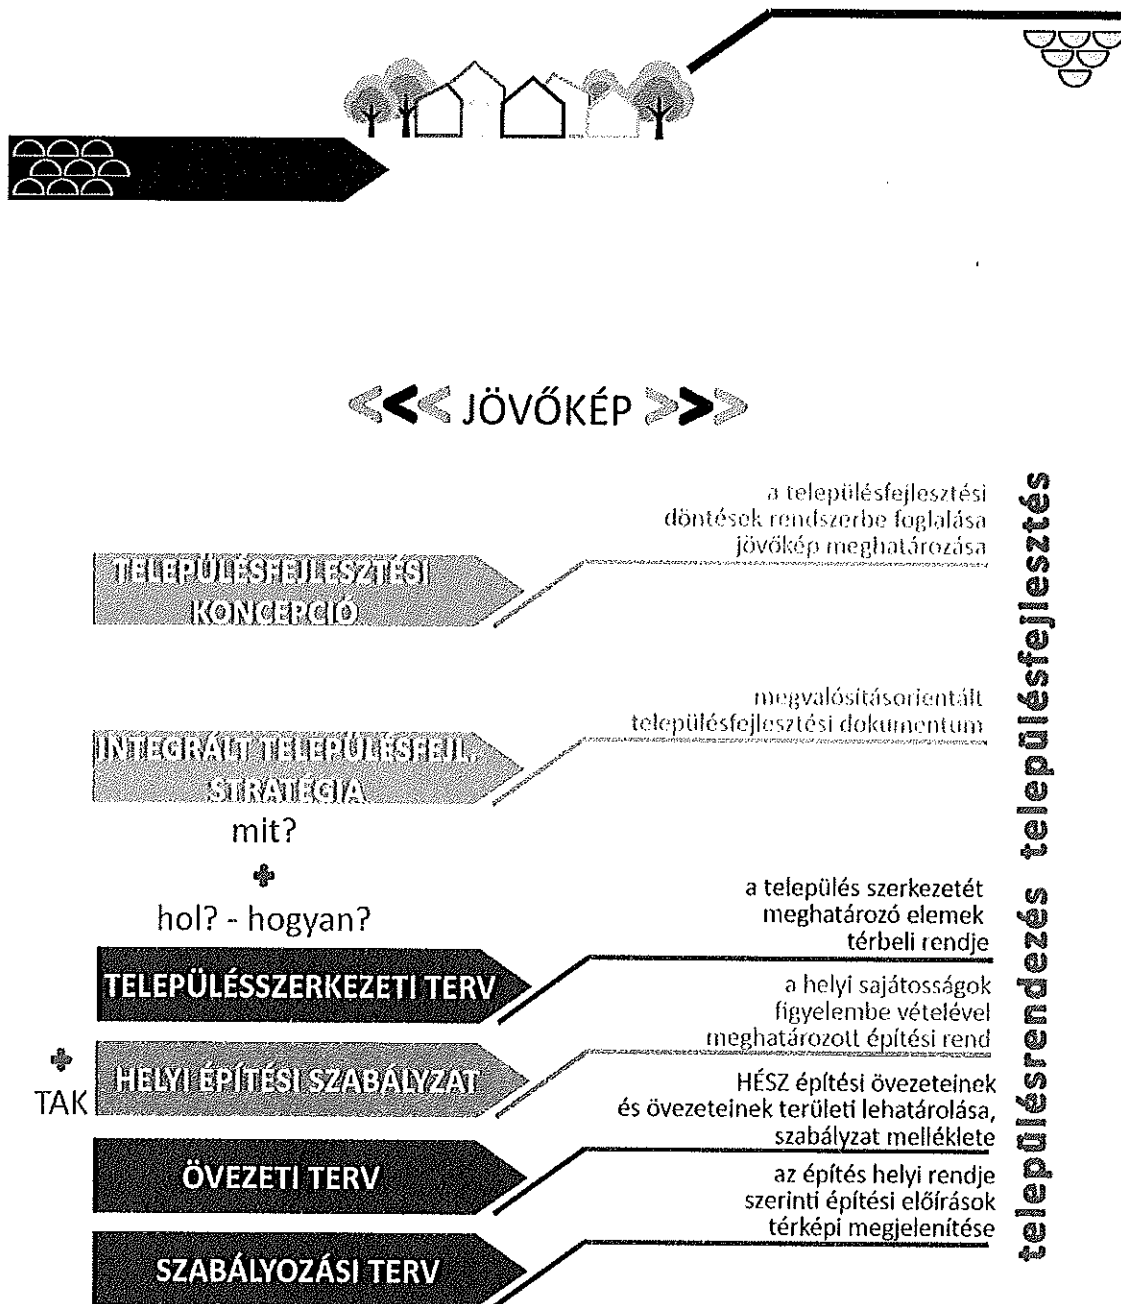 JÖVŐKÉP
a településfejlesztési
döntések rendszerbe foglalása
jövőkép meghatározása
TELEPÜLÉSFEJLESZTÉSI
KONCEPCIÓ
megvalósításorientált
településfejlesztési dokumentum
INTEGRÁLT TELEPÜLÉSFEJL.
STRATÉGIA
településfejlesztés
mit?
+
hol? - hogyan?
a település szerkezetét
meghatározó elemek
térbeli rendje
TELEPÜLÉSSZERKEZETI TERV
a helyi sajátosságok
figyelembe vételével
meghatározott építési rend
+
TAK
HELYI ÉPÍTÉSI SZABÁLYZAT
HÉSZ építési övezeteinek
és övezeteinek területi lehatárolása,
szabályzat melléklete
ÖVEZETI TERV
az építés helyi rendje
szerinti építési előírások
térképi megjelenítése
SZABÁLYOZÁSI TERV
településrendezés